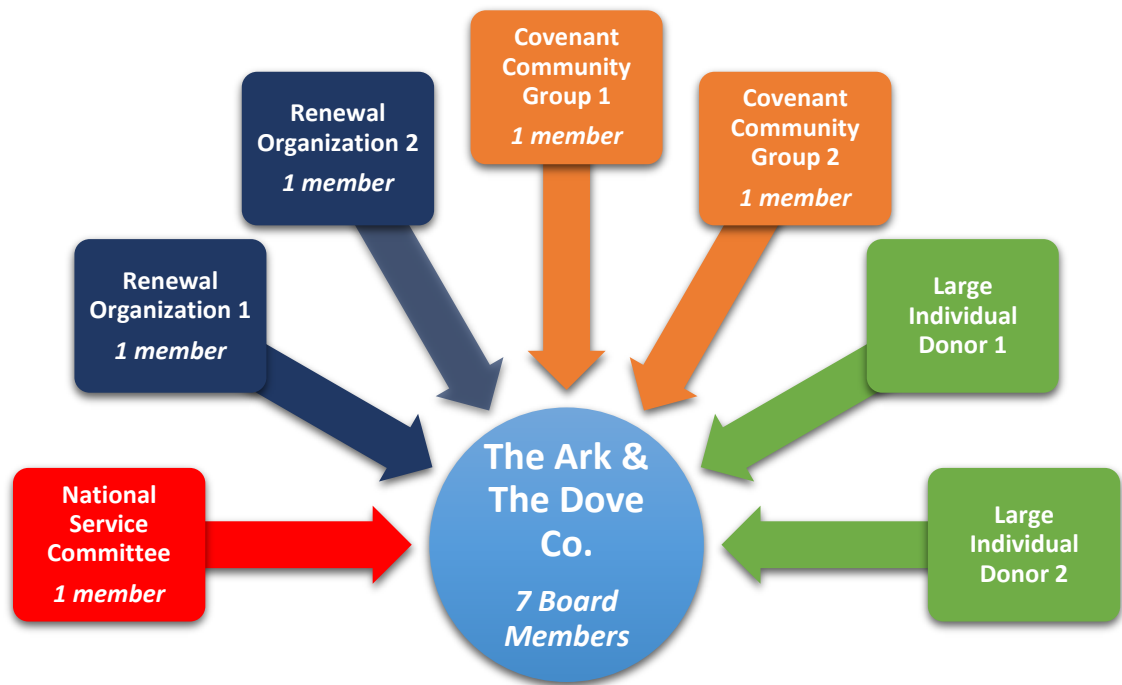 Covenant
Community
Group 1
1 member
Covenant
Community
Group 2
1 member
Renewal
Organization 2
1 member
Renewal
Organization 1
1 member
Large
Individual
Donor 1
National
Service
Committee
1 member
The Ark &
The Dove
Co.
7 Board
Members
Large
Individual
Donor 2